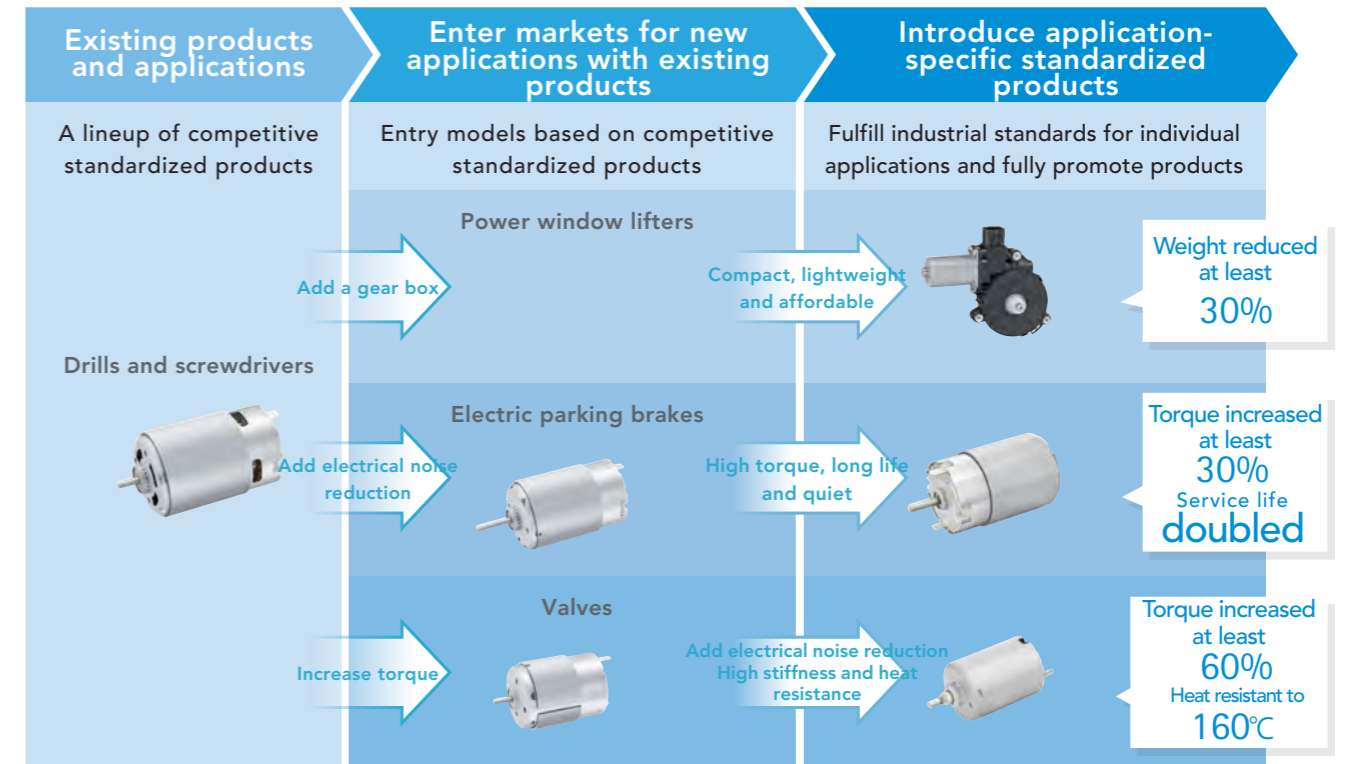 Existing products
and applications
Enter markets for new
applications with existing
products
Introduce application-
specific standardized
products
A lineup of competitive
standardized products
Entry models based on competitive
standardized products
Fulfill industrial standards for individual
applications and fully promote products
Drills and screwdrivers
Add a gear box
Power window lifters
Compact, lightweight
and affordable
Weight reduced
at least
30%
Add electrical noise
reduction
Electric parking brakes
High torque, long life
and quiet
Torque increased
at least
30%
Service life
doubled
Increase torque
Valves
Add electrical noise reduction
High stiffness and heat
resistance
Torque increased
at least
60%
Heat resistant to
160℃